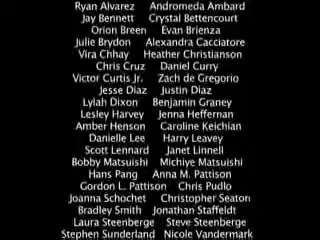 Ryan Alvarez Andromeda Ambard
Jay Bennett Crystal Bettencourt
Orion Breen Evan Brienza
Julie Brydon Alexandra Cacciatore
Vira Chhay Heather Christianson
Chris Cruz Daniel Curry
Victor Curtis Jr. Zach de Gregorio
Jesse Diaz Justin Diaz
Lylah Dixon Benjamin Graney
Lesley Harvey Jenna Heffernan
Amber Henson Caroline Keichian
Danielle Lee Harry Leavey
Scott Lennard Janet Linnell
Bobby Matsuishi Michiye Matsuishi
Hans Pang Anna M. Pattison
Gordon L. Pattison Chris Pudlo
Joanna Schochet Christopher Seaton
Bradley Smith Jonathan Staffeldt
Laura Steenberge Steve Steenberge
Stephen Sunderland Nicole Vandermark